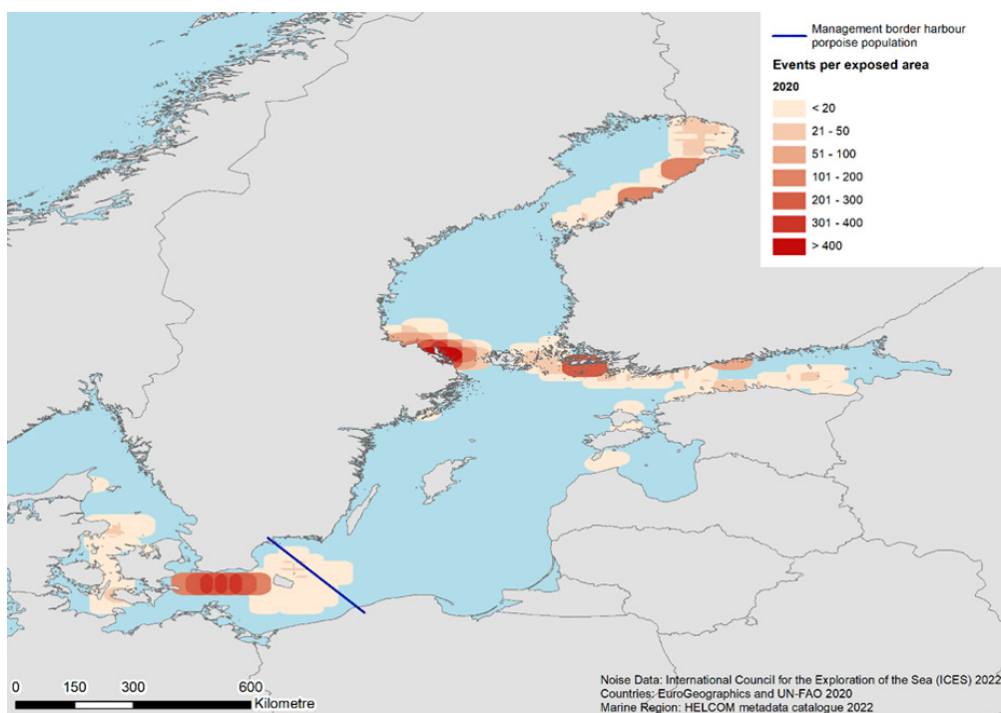 Management border harbour
porpoise population
Events per exposed area
2020
< 20
21 - 50
51 - 100
101 - 200
201 - 300
301 - 400
> 400
0 150 300 600
Kilometre
Noise Data: International Council for the Exploration of the Sea (ICES) 2022
Countries: EuroGeographics and UN-FAO 2020
Marine Region: HELCOM metadata catalogue 2022